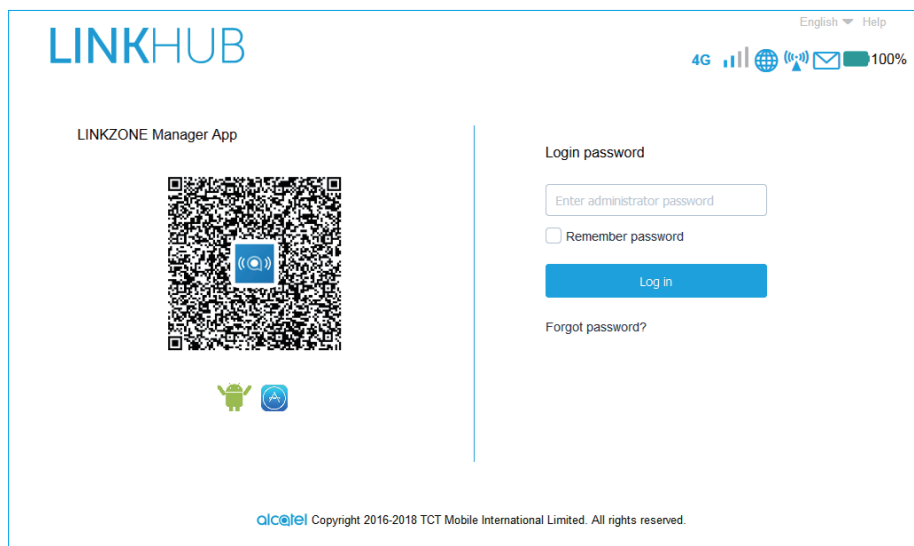 English Help
LINKHUB
4G 100%
LINKZONE Manager App
Login password
Enter administrator password
Remember password
Log in
Forgot password?
alcatel Copyright 2016-2018 TCT Mobile International Limited. All rights reserved.